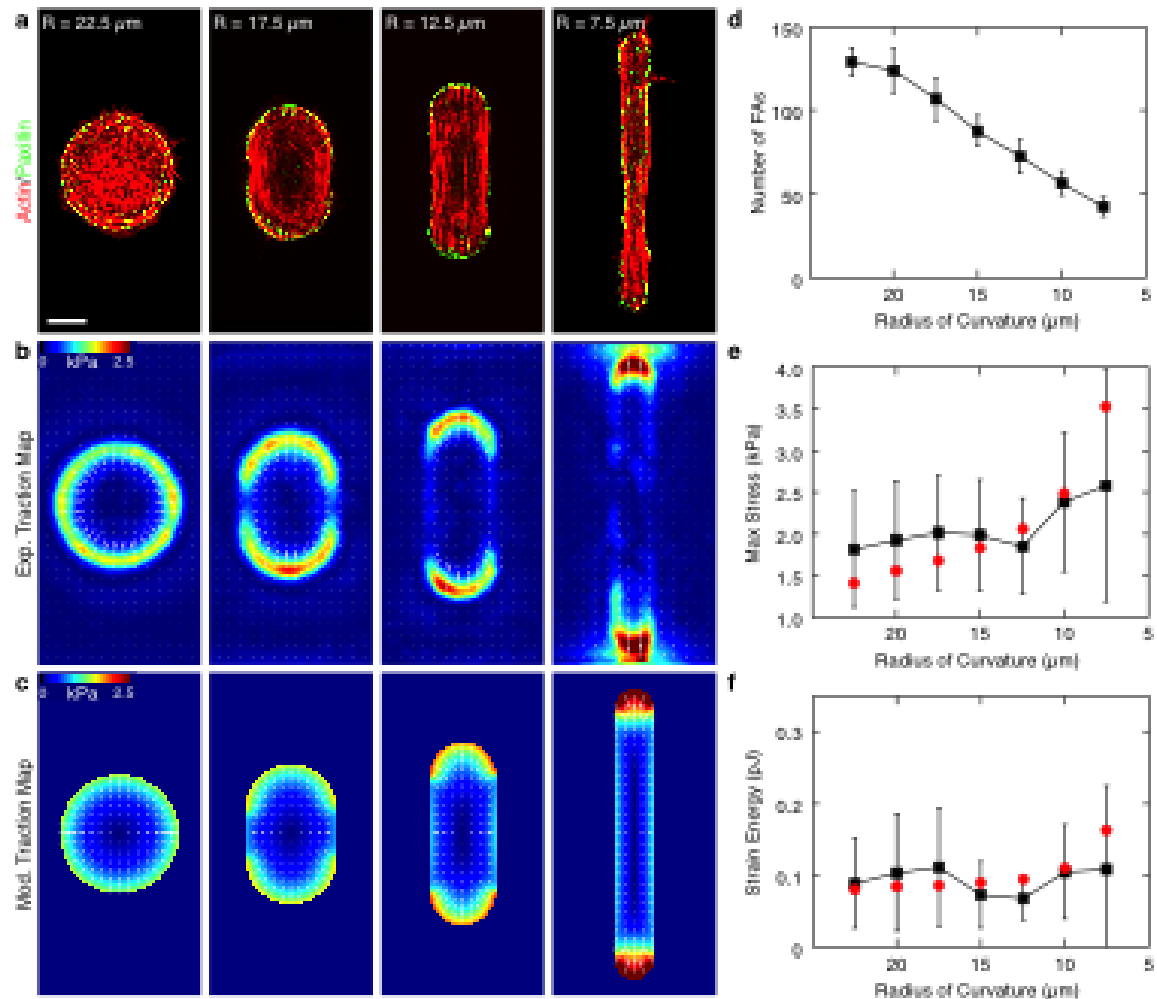 a
R = 22.5 µm
R = 17.5 µm
R = 12.5 µm
R = 7.5 µm
Actin/Paxillin
b
0 kPa 2.5
Exp. Traction Map
c
0 kPa 2.5
Mod. Traction Map
d
150
100
50
0
Number of FAs
20 15 10 5
Radius of Curvature (µm)
e
4.0
3.5
3.0
2.5
2.0
1.5
1.0
Max Stress (kPa)
20 15 10 5
Radius of Curvature (µm)
f
0.3
0.2
0.1
0
Strain Energy (pJ)
20 15 10 5
Radius of Curvature (µm)